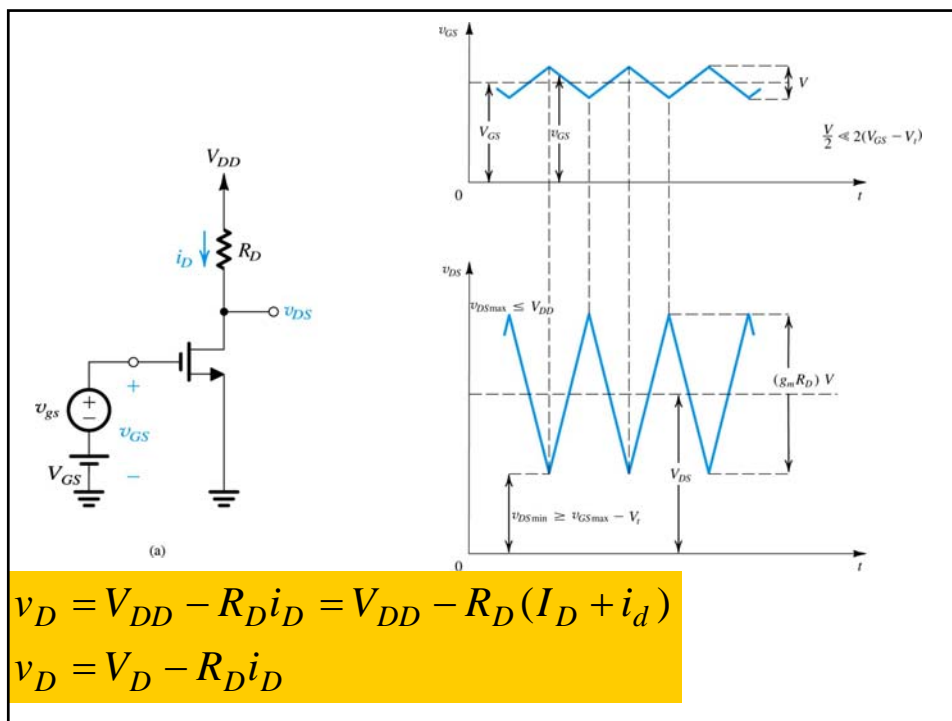 V_DD
i_D
R_D
v_DS
v_gs
+
−
+
v_GS
−
V_GS
(a)
v_GS
V_GS
v_GS
V
V/2 ≪ 2(V_GS − V_t)
0
t
v_DS
v_DSmax ≤ V_DD
(g_m R_D) V
V_DS
v_DSmin ≥ v_GSmax − V_t
0
t
v_D = V_DD − R_D i_D = V_DD − R_D (I_D + i_d)
v_D = V_D − R_D i_D